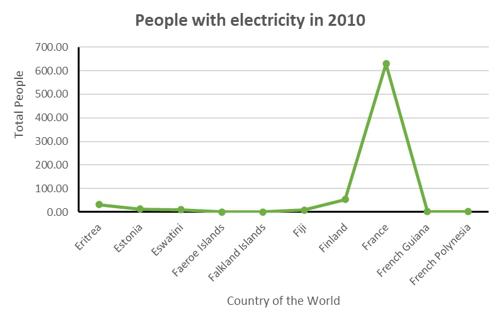 People with electricity in 2010
Total People
700.00
600.00
500.00
400.00
300.00
200.00
100.00
0.00
Eritrea
Estonia
Eswatini
Faeroe Islands
Falkland Islands
Fiji
Finland
France
French Guiana
French Polynesia
Country of the World